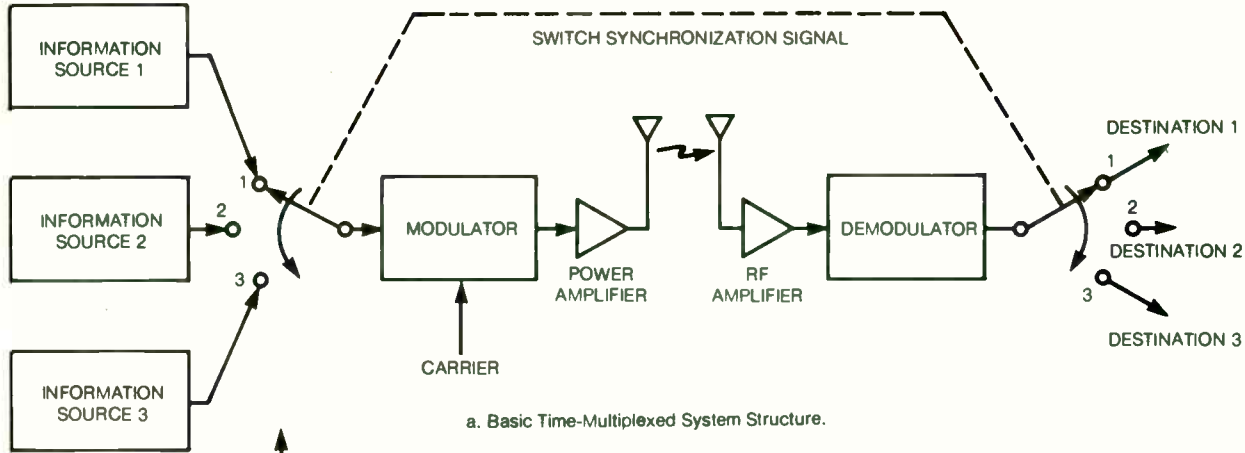 INFORMATION
SOURCE 1
SWITCH SYNCHRONIZATION SIGNAL
DESTINATION 1
1
1
INFORMATION
SOURCE 2
2
MODULATOR
DEMODULATOR
2
DESTINATION 2
3
POWER
AMPLIFIER
RF
AMPLIFIER
3
DESTINATION 3
INFORMATION
SOURCE 3
CARRIER
a. Basic Time-Multiplexed System Structure.